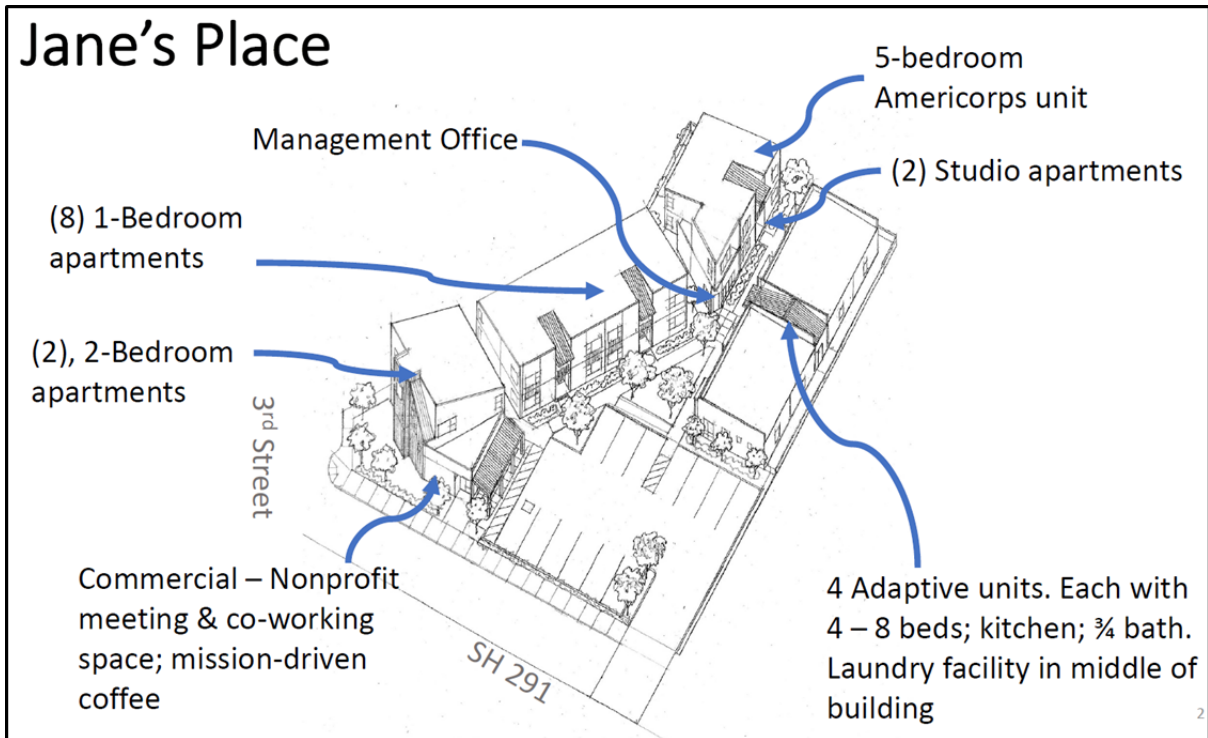 Jane’s Place
5-bedroom
Americorps unit
Management Office
(2) Studio apartments
(8) 1-Bedroom
apartments
(2), 2-Bedroom
apartments
3rd Street
Commercial – Nonprofit
meeting & co-working
space; mission-driven
coffee
SH 291
4 Adaptive units. Each with
4 – 8 beds; kitchen; ¾ bath.
Laundry facility in middle of
building
2